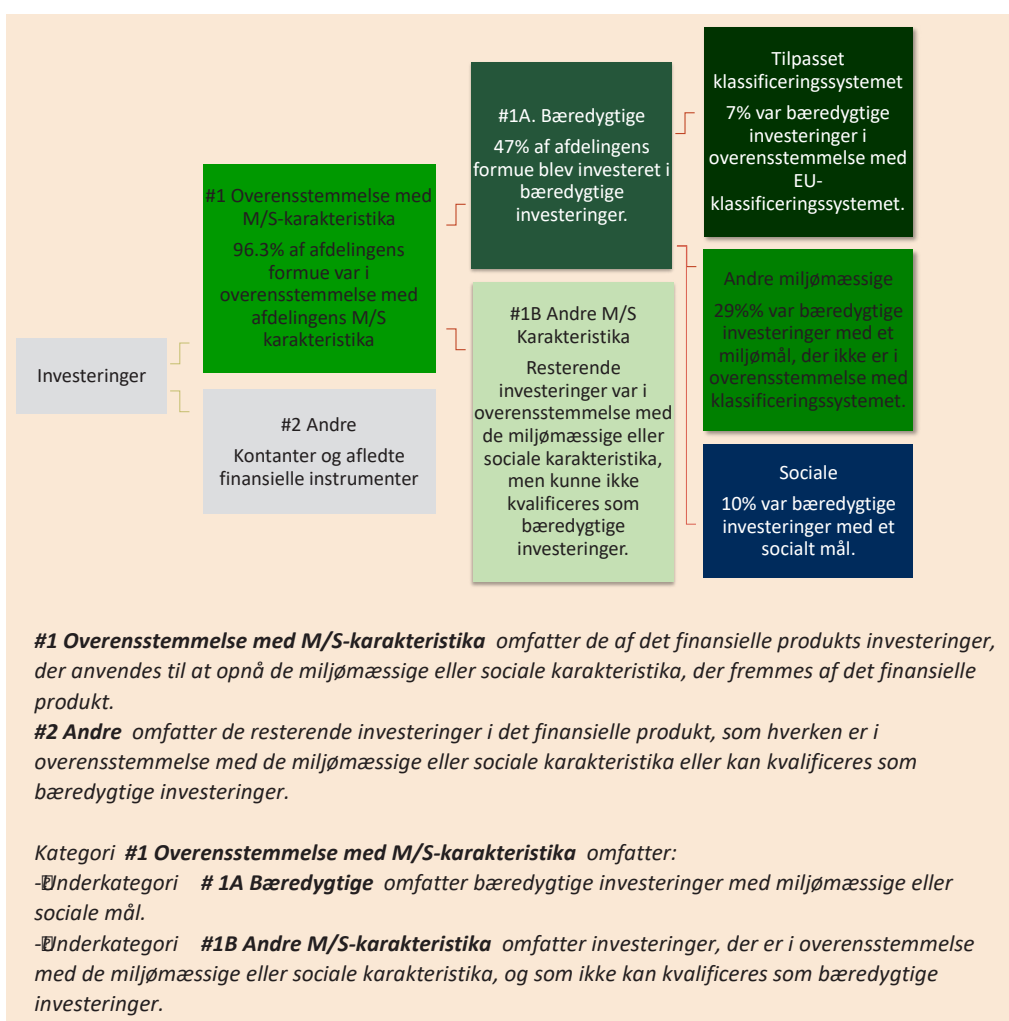 Investeringer
#1 Overensstemmelse med
M/S-karakteristika
96.3% af afdelingens
formue var i
overensstemmelse med
afdelingens M/S
karakteristika
#2 Andre
Kontanter og afledte
finansielle instrumenter
#1A. Bæredygtige
47% af afdelingens
formue blev investeret i
bæredygtige
investeringer.
#1B Andre M/S
Karakteristika
Resterende
investeringer var i
overensstemmelse med
de miljømæssige eller
sociale karakteristika,
men kunne ikke
kvalificeres som
bæredygtige
investeringer.
Tilpasset
klassificeringssystemet
7% var bæredygtige
investeringer i
overensstemmelse med
EU-
klassificeringssystemet.
Andre miljømæssige
29%% var bæredygtige
investeringer med et
miljømål, der ikke er i
overensstemmelse med
klassificeringssystemet.
Sociale
10% var bæredygtige
investeringer med et
socialt mål.
#1 Overensstemmelse med M/S-karakteristika omfatter de af det finansielle produkts investeringer,
der anvendes til at opnå de miljømæssige eller sociale karakteristika, der fremmes af det finansielle
produkt.
#2 Andre omfatter de resterende investeringer i det finansielle produkt, som hverken er i
overensstemmelse med de miljømæssige eller sociale karakteristika eller kan kvalificeres som
bæredygtige investeringer.
Kategori #1 Overensstemmelse med M/S-karakteristika omfatter:
- Underkategori # 1A Bæredygtige omfatter bæredygtige investeringer med miljømæssige eller
sociale mål.
- Underkategori #1B Andre M/S-karakteristika omfatter investeringer, der er i overensstemmelse
med de miljømæssige eller sociale karakteristika, og som ikke kan kvalificeres som bæredygtige
investeringer.